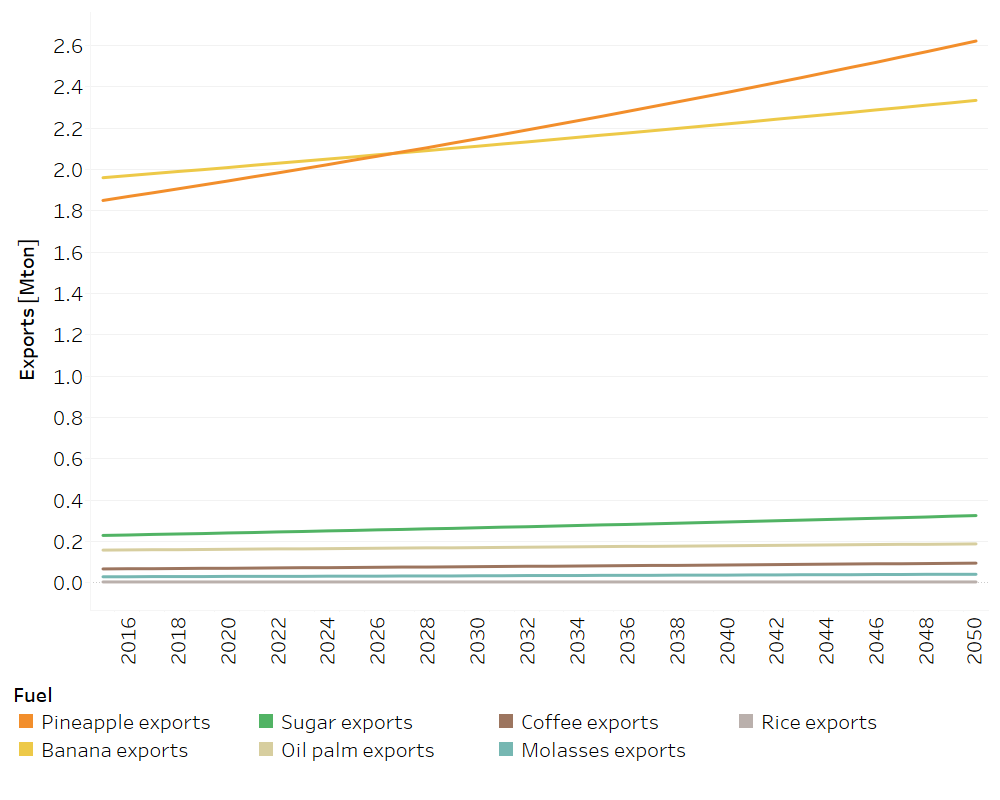 2.6
2.4
2.2
2.0
1.8
1.6
1.4
1.2
1.0
0.8
0.6
0.4
0.2
0.0
Exports [Mton]
2016 2018 2020 2022 2024 2026 2028 2030 2032 2034 2036 2038 2040 2042 2044 2046 2048 2050
Fuel
Pineapple exports Sugar exports Coffee exports Rice exports
Banana exports Oil palm exports Molasses exports